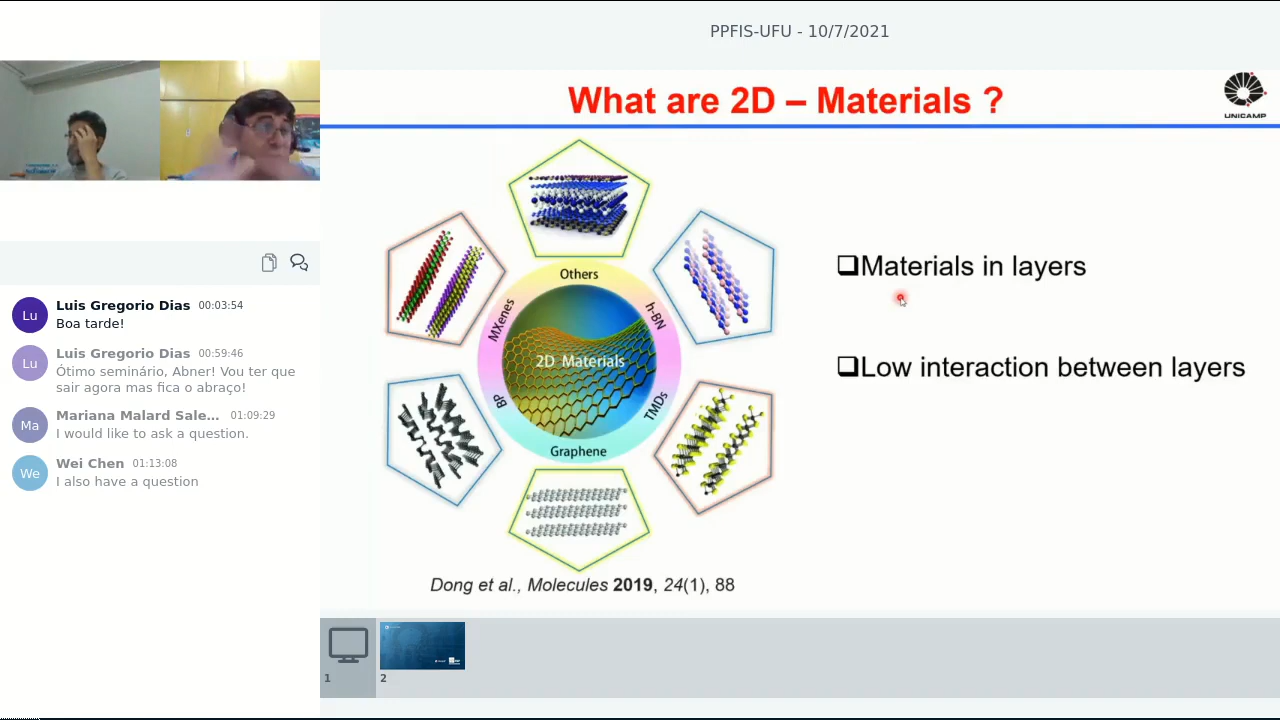 PPFIS-UFU - 10/7/2021
What are 2D – Materials ?
UNICAMP
Others
MXenes
h-BN
2D Materials
BP
TMDs
Graphene
❑Materials in layers
❑Low interaction between layers
Dong et al., Molecules 2019, 24(1), 88
Lu
Luis Gregorio Dias 00:03:54
Boa tarde!
Lu
Luis Gregorio Dias 00:59:46
Ótimo seminário, Abner! Vou ter que
sair agora mas fica o abraço!
Ma
Mariana Malard Sale... 01:09:29
I would like to ask a question.
We
Wei Chen 01:13:08
I also have a question
1
2